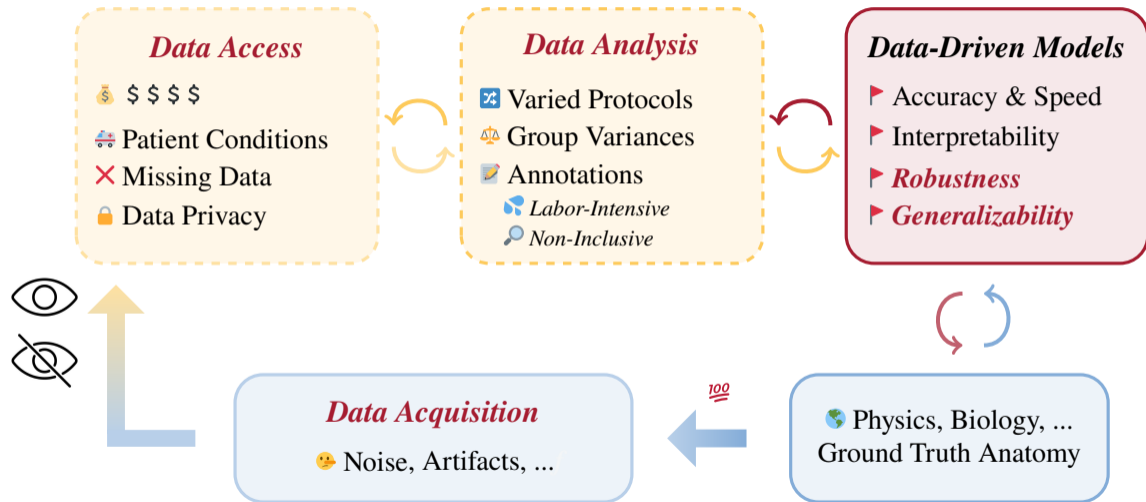 Data Access
$ $ $ $
Patient Conditions
Missing Data
Data Privacy
Data Analysis
Varied Protocols
Group Variances
Annotations
Labor-Intensive
Non-Inclusive
Data-Driven Models
Accuracy & Speed
Interpretability
Robustness
Generalizability
Data Acquisition
Noise, Artifacts, ...
100
Physics, Biology, ...
Ground Truth Anatomy